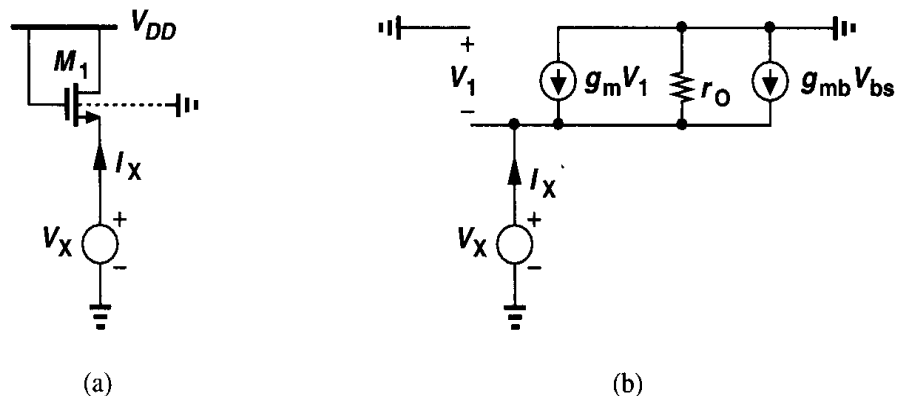 V_DD
M_1
I_X
V_X
+
−
(a)
+
V_1
−
g_m V_1
r_O
g_mb V_bs
I_X
V_X
+
−
(b)